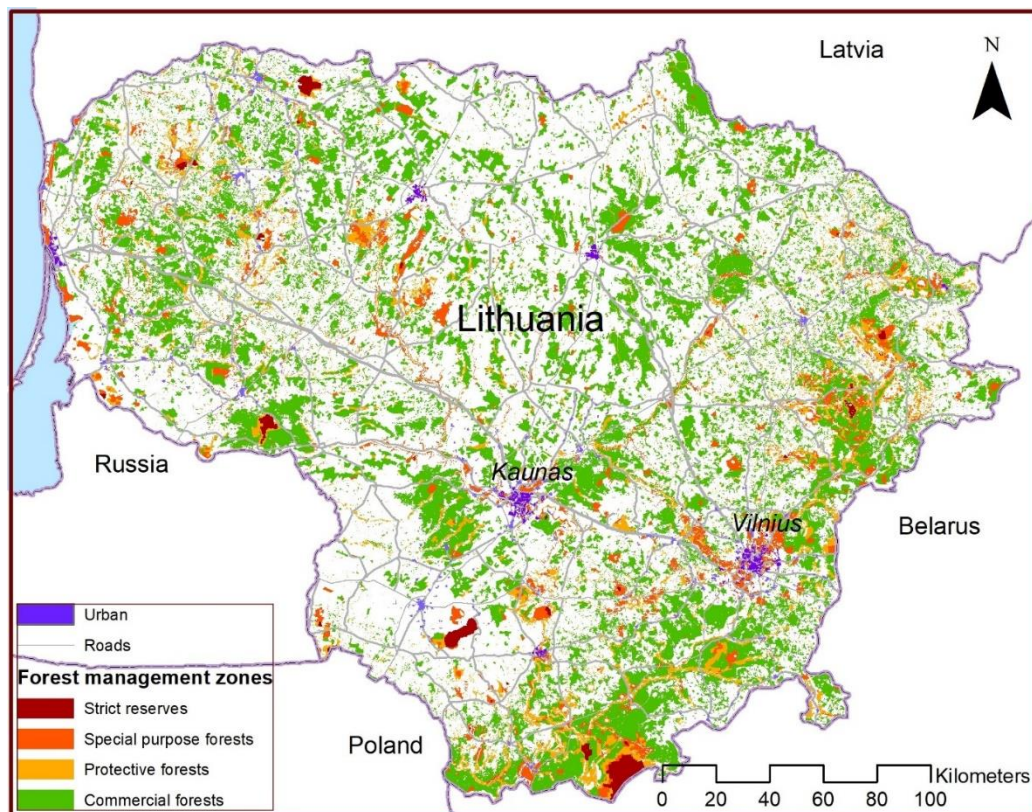 Latvia
N
Lithuania
Russia
Kaunas
Vilnius
Belarus
Urban
Roads
Forest management zones
Strict reserves
Special purpose forests
Protective forests
Commercial forests
Poland
Kilometers
0 20 40 60 80 100